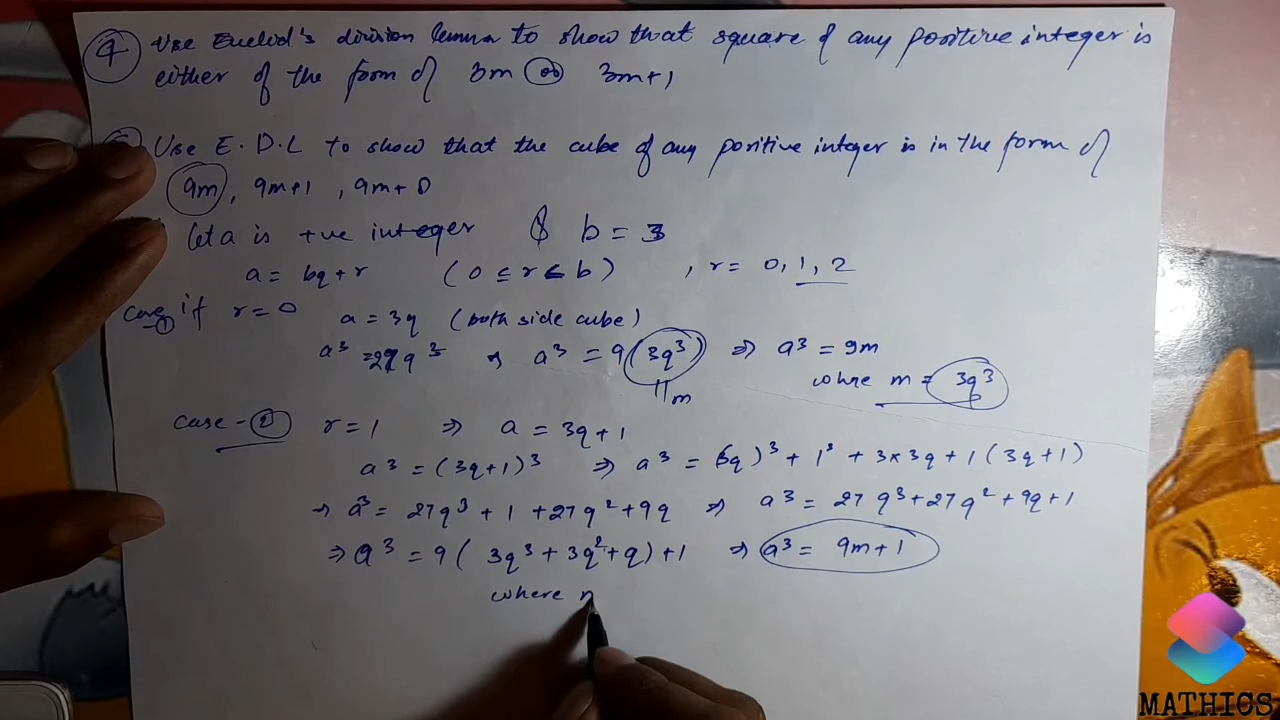 4 Use Euclid's division lemma to show that square of any positive integer is
either of the form of 3m or 3m+1
Use E.D.L to show that the cube of any positive integer is in the form of
9m, 9m+1, 9m+8
let a is +ve integer & b = 3
a = bq + r (0 ≤ r < b), r = 0, 1, 2
Case ① if r = 0 a = 3q (both side cube)
a³ = 27q³ ⇒ a³ = 9(3q³) ⇒ a³ = 9m
= m where m = 3q³
Case - ② r = 1 ⇒ a = 3q + 1
a³ = (3q+1)³ ⇒ a³ = (3q)³ + 1³ + 3×3q+1(3q+1)
⇒ a³ = 27q³ + 1 + 27q² + 9q ⇒ a³ = 27q³+27q²+9q+1
⇒ a³ = 9(3q³ + 3q² + q) + 1 ⇒ a³ = 9m+1
where
MATHICS